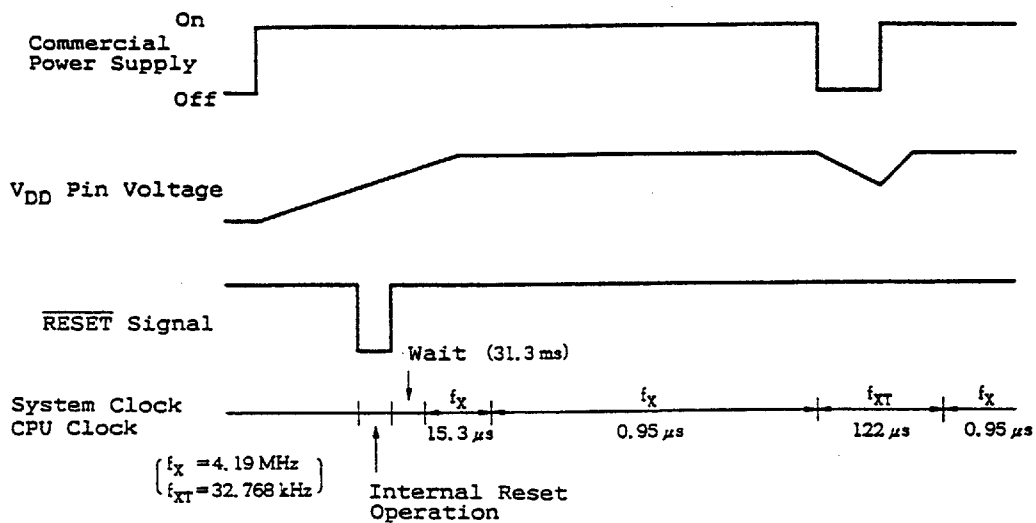 On
Commercial
Power Supply
Off
V_DD Pin Voltage
RESET Signal
Wait (31.3 ms)
System Clock
CPU Clock
f_X f_X f_XT f_X
15.3 μs 0.95 μs 122 μs 0.95 μs
f_X = 4.19 MHz
f_XT = 32.768 kHz
Internal Reset
Operation